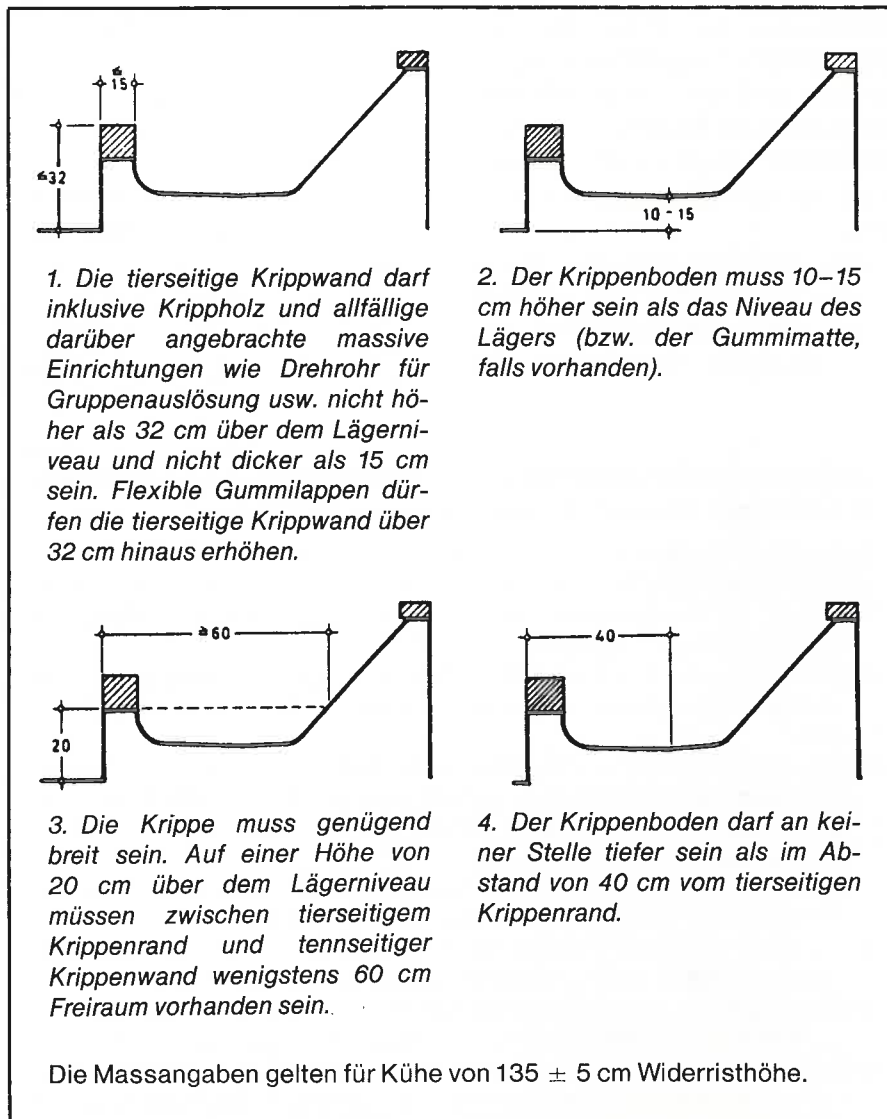 ≦
15
≦32
10 - 15
1. Die tierseitige Krippwand darf
inklusive Krippholz und allfällige
darüber angebrachte massive
Einrichtungen wie Drehrohr für
Gruppenauslösung usw. nicht hö-
her als 32 cm über dem Lägerni-
veau und nicht dicker als 15 cm
sein. Flexible Gummilappen dür-
fen die tierseitige Krippwand über
32 cm hinaus erhöhen.
2. Der Krippenboden muss 10–15
cm höher sein als das Niveau des
Lägers (bzw. der Gummimatte,
falls vorhanden).
≧60
20
40
3. Die Krippe muss genügend
breit sein. Auf einer Höhe von
20 cm über dem Lägerniveau
müssen zwischen tierseitigem
Krippenrand und tennseitiger
Krippenwand wenigstens 60 cm
Freiraum vorhanden sein.
4. Der Krippenboden darf an kei-
ner Stelle tiefer sein als im Ab-
stand von 40 cm vom tierseitigen
Krippenrand.
Die Massangaben gelten für Kühe von 135 ± 5 cm Widerristhöhe.